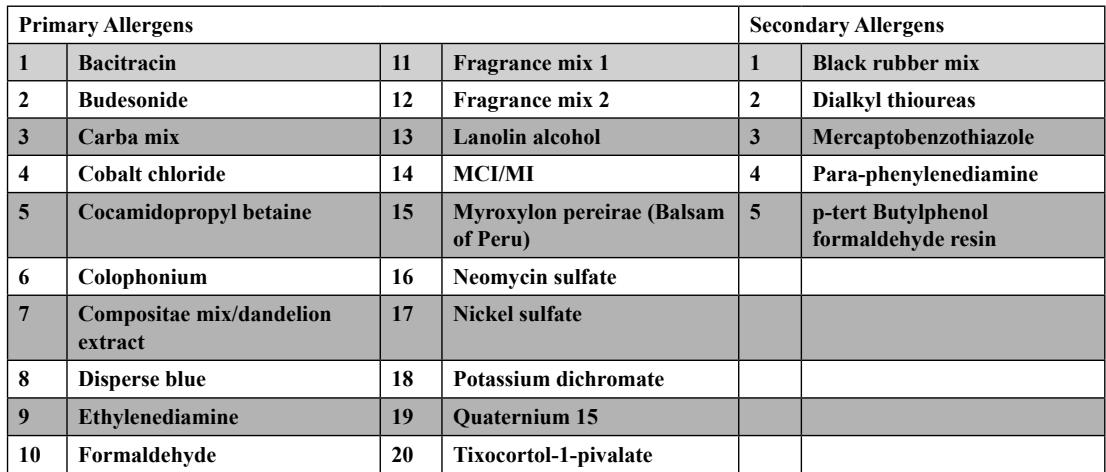 Primary Allergens Secondary Allergens
1 Bacitracin 11 Fragrance mix 1 1 Black rubber mix
2 Budesonide 12 Fragrance mix 2 2 Dialkyl thioureas
3 Carba mix 13 Lanolin alcohol 3 Mercaptobenzothiazole
4 Cobalt chloride 14 MCI/MI 4 Para-phenylenediamine
5 Cocamidopropyl betaine 15 Myroxylon pereirae (Balsam 5 p-tert Butylphenol
of Peru) formaldehyde resin
6 Colophonium 16 Neomycin sulfate
7 Compositae mix/dandelion 17 Nickel sulfate
extract
8 Disperse blue 18 Potassium dichromate
9 Ethylenediamine 19 Quaternium 15
10 Formaldehyde 20 Tixocortol-1-pivalate